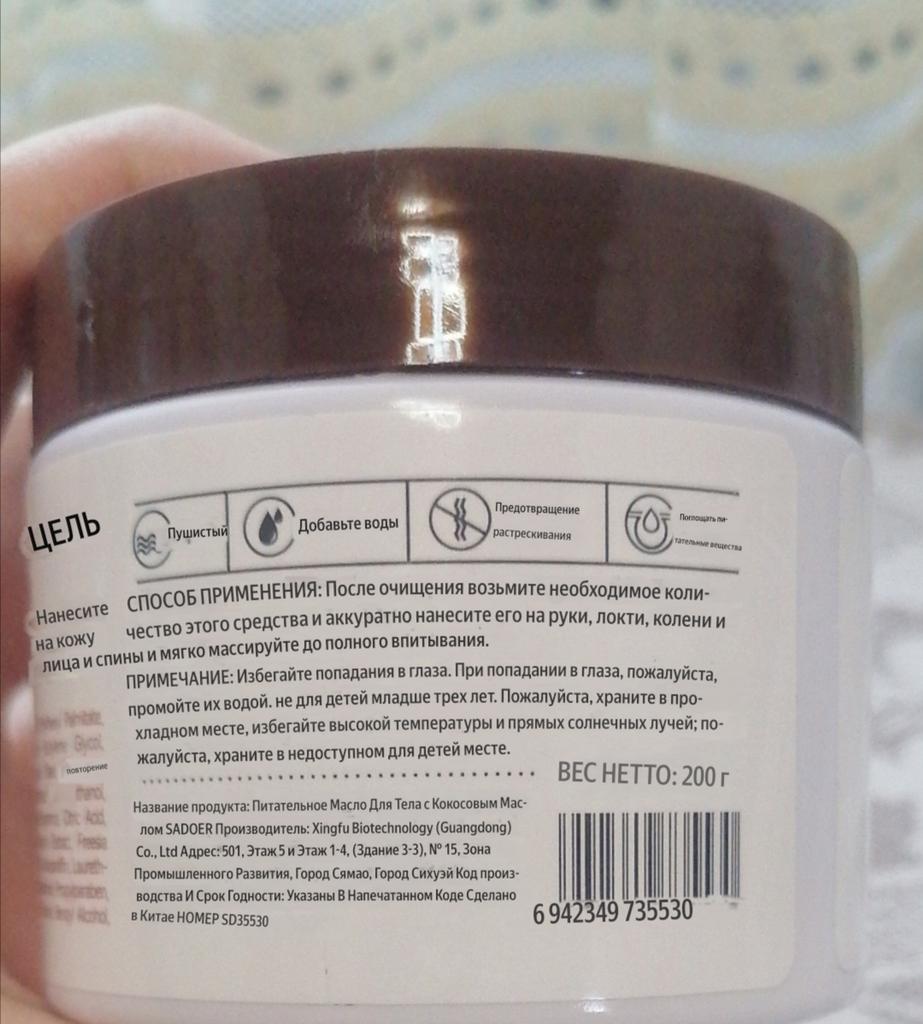 ЦЕЛЬ
Пушистый
Добавьте воды
Предотвращение
растрескивания
Поглощать пи-
тательные вещества
Нанесите
на кожу
лица и спины и мягко массируйте до полного впитывания.
СПОСОБ ПРИМЕНЕНИЯ: После очищения возьмите необходимое коли-
чество этого средства и аккуратно нанесите его на руки, локти, колени и
ПРИМЕЧАНИЕ: Избегайте попадания в глаза. При попадании в глаза, пожалуйста,
промойте их водой. не для детей младше трех лет. Пожалуйста, храните в про-
хладном месте, избегайте высокой температуры и прямых солнечных лучей; по-
жалуйста, храните в недоступном для детей месте.
Palmitate,
Glycol,
повторение
Acid,
Freesia
Laureth-
Alcohol,
ВЕС НЕТТО: 200 г
Название продукта: Питательное Масло Для Тела с Кокосовым Мас-
лом SADOER Производитель: Xingfu Biotechnology (Guangdong)
Co., Ltd Адрес: 501, Этаж 5 и Этаж 1-4, (Здание 3-3), № 15, Зона
Промышленного Развития, Город Сямао, Город Сихуэй Код произ-
водства И Срок Годности: Указаны В Напечатанном Коде Сделано
в Китае НОМЕР SD35530
6 942349 735530